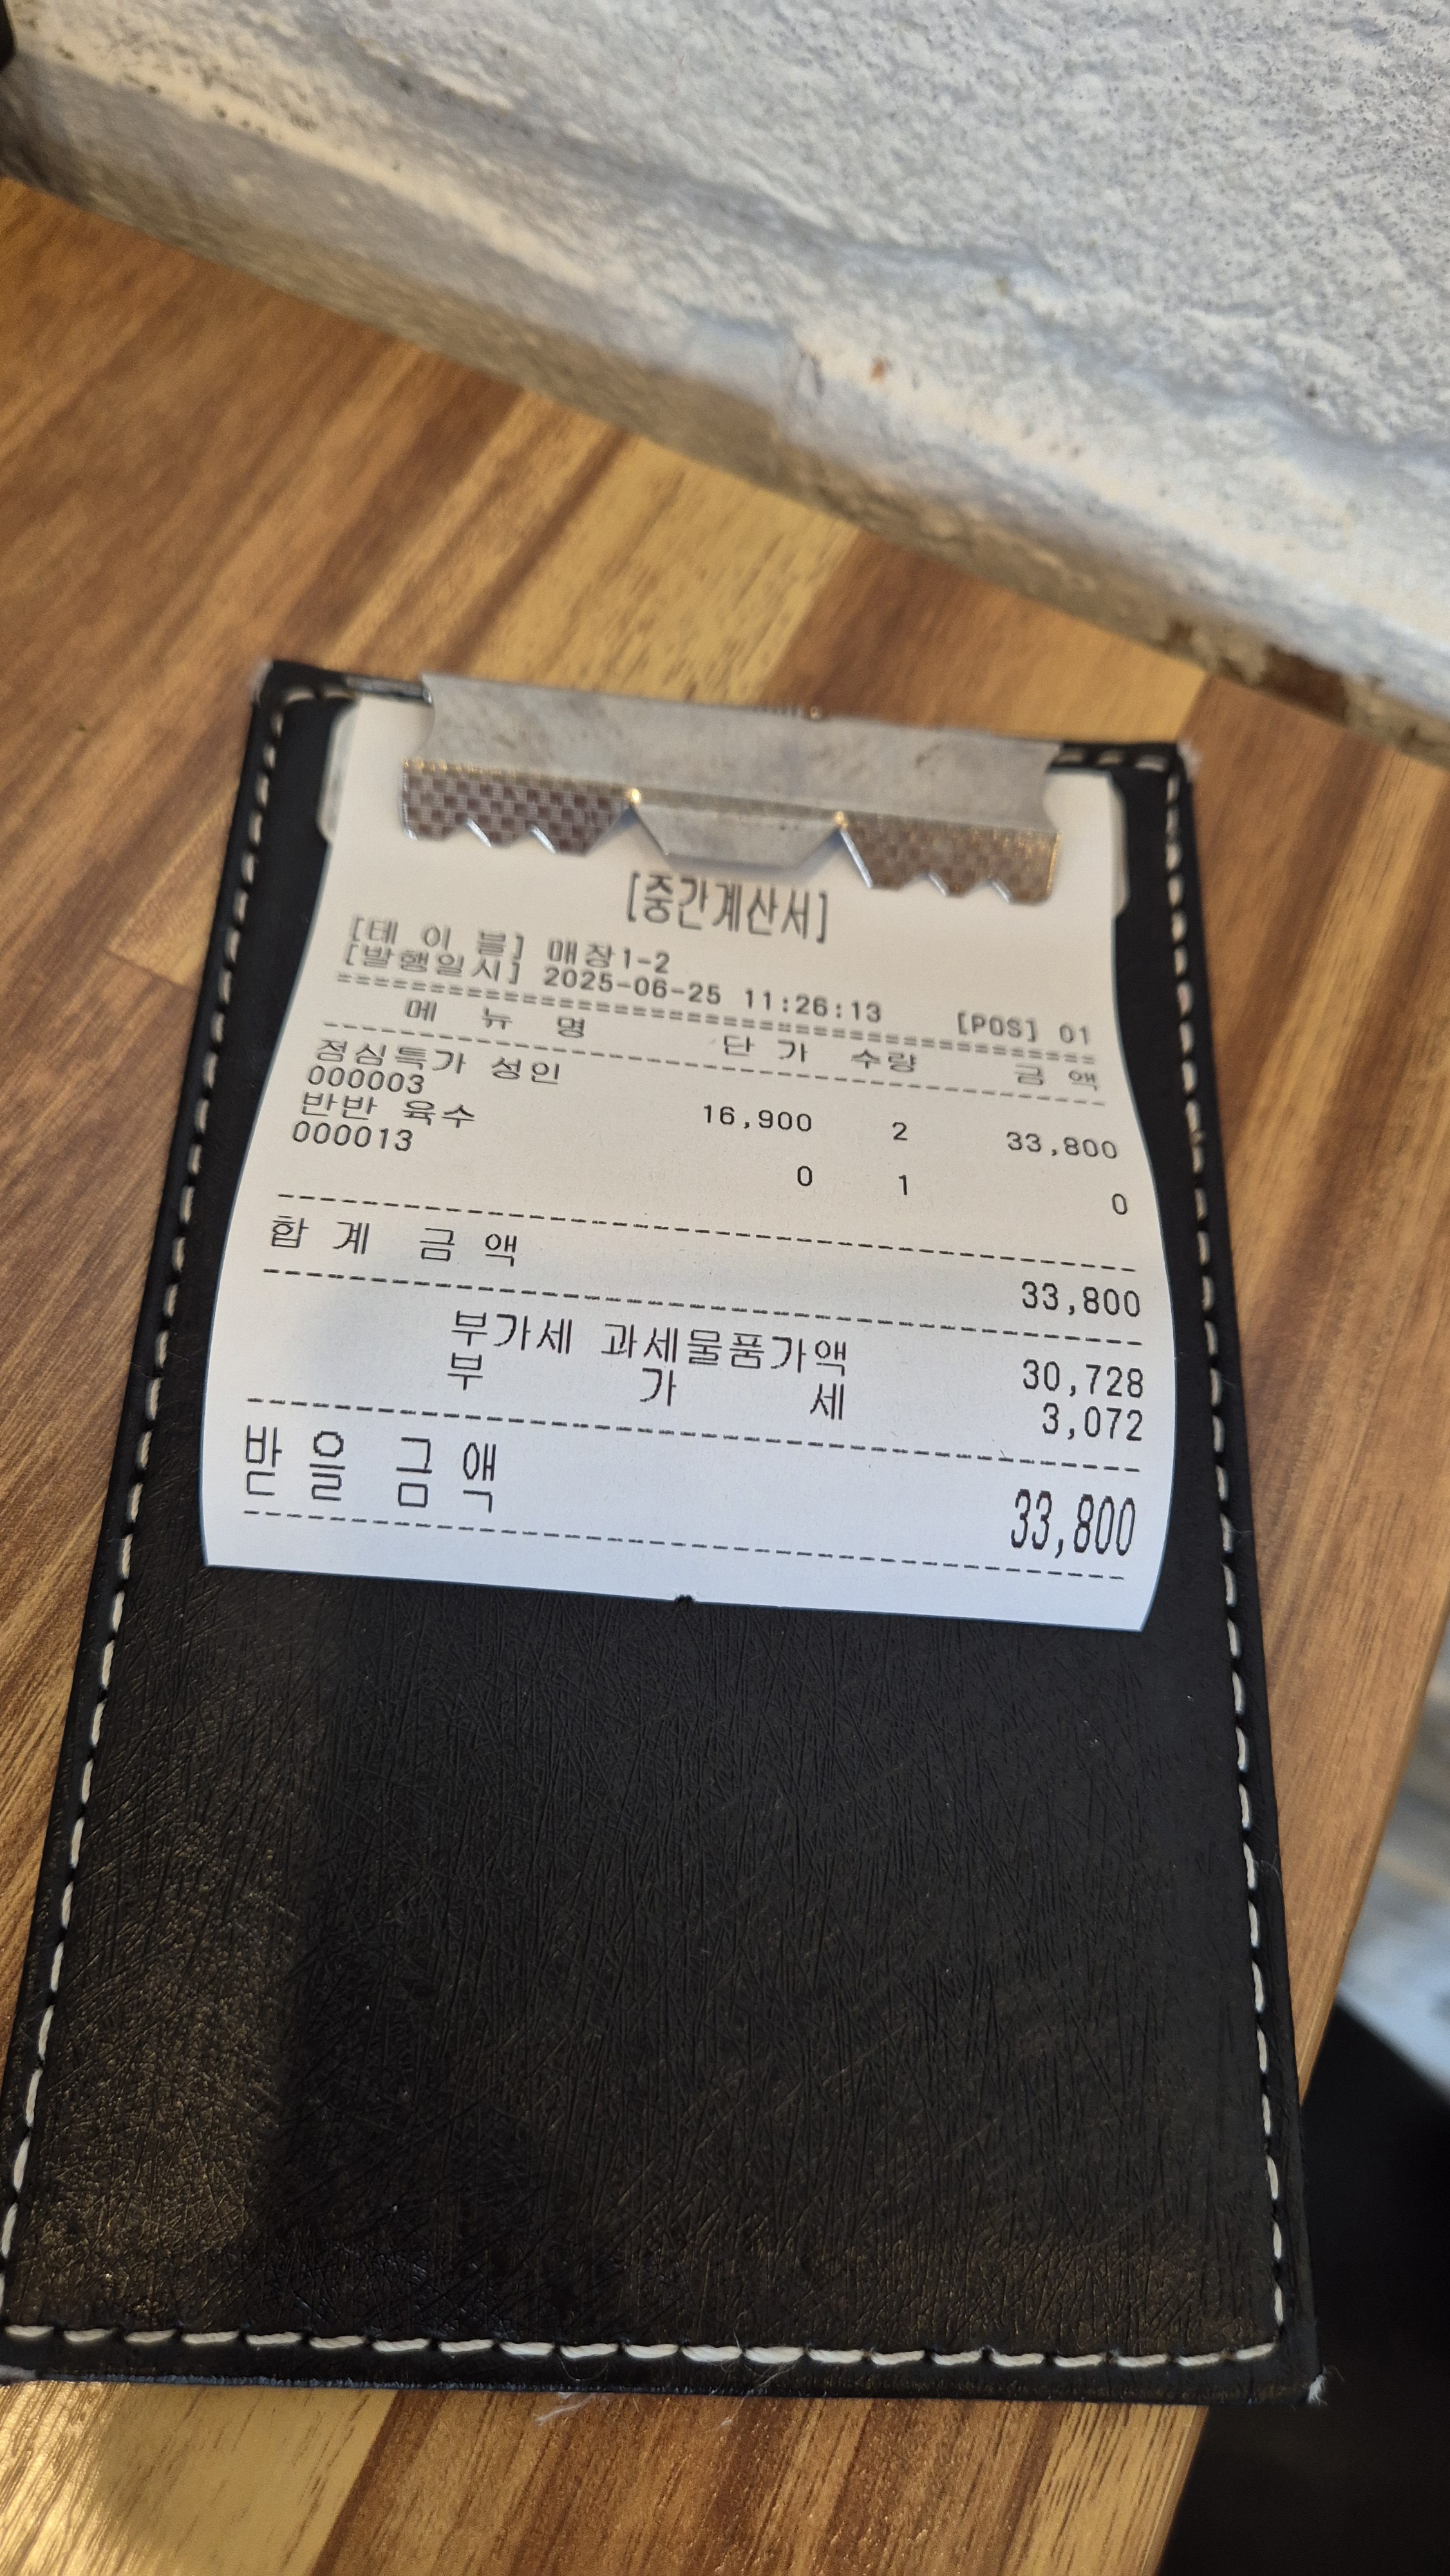 [중간계산서]
[테 이 블] 매장1-2
[발행일시] 2025-06-25 11:26:13 [POS] 01
메 뉴 명 단 가 수량 금 액
점심특가 성인
000003 16,900 2 33,800
반반 육수
000013 0 1 0
합 계 금 액 33,800
부가세 과세물품가액 30,728
부 가 세 3,072
받 을 금 액 33,800